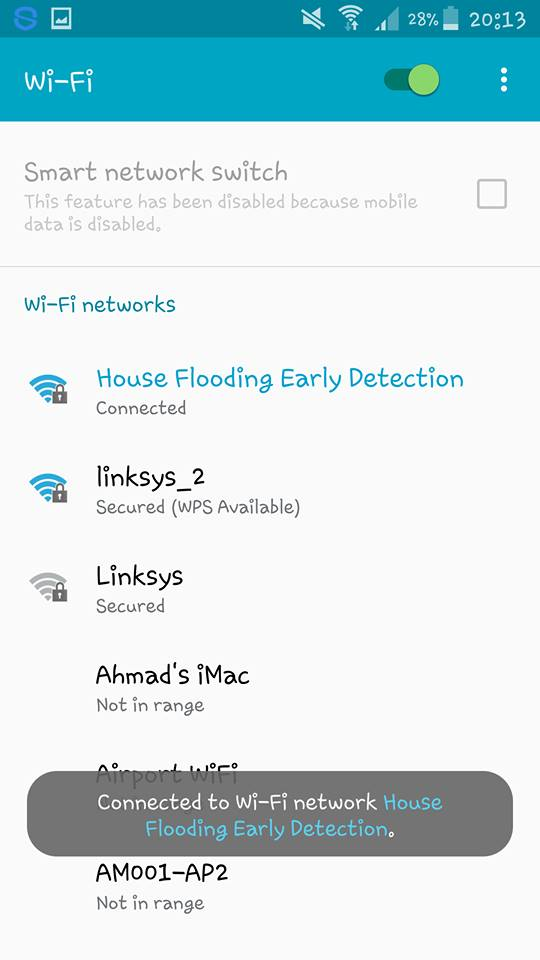 28% 20:13
Wi-Fi
Smart network switch
This feature has been disabled because mobile
data is disabled.
Wi-Fi networks
House Flooding Early Detection
Connected
linksys_2
Secured (WPS Available)
Linksys
Secured
Ahmad's iMac
Not in range
Airport WiFi
Connected to Wi-Fi network House
Flooding Early Detection.
AM001-AP2
Not in range